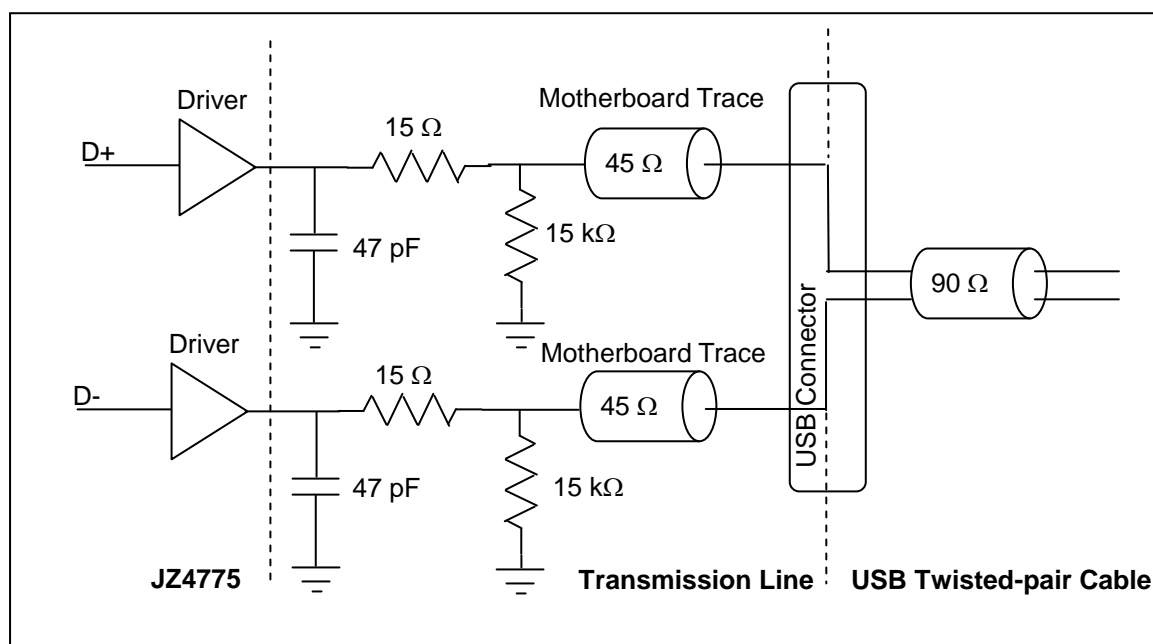 Driver
Motherboard Trace
15 Ω
D+
45 Ω
15 kΩ
47 pF
90 Ω
USB Connector
Driver
Motherboard Trace
15 Ω
D-
45 Ω
47 pF
15 kΩ
JZ4775
Transmission Line
USB Twisted-pair Cable